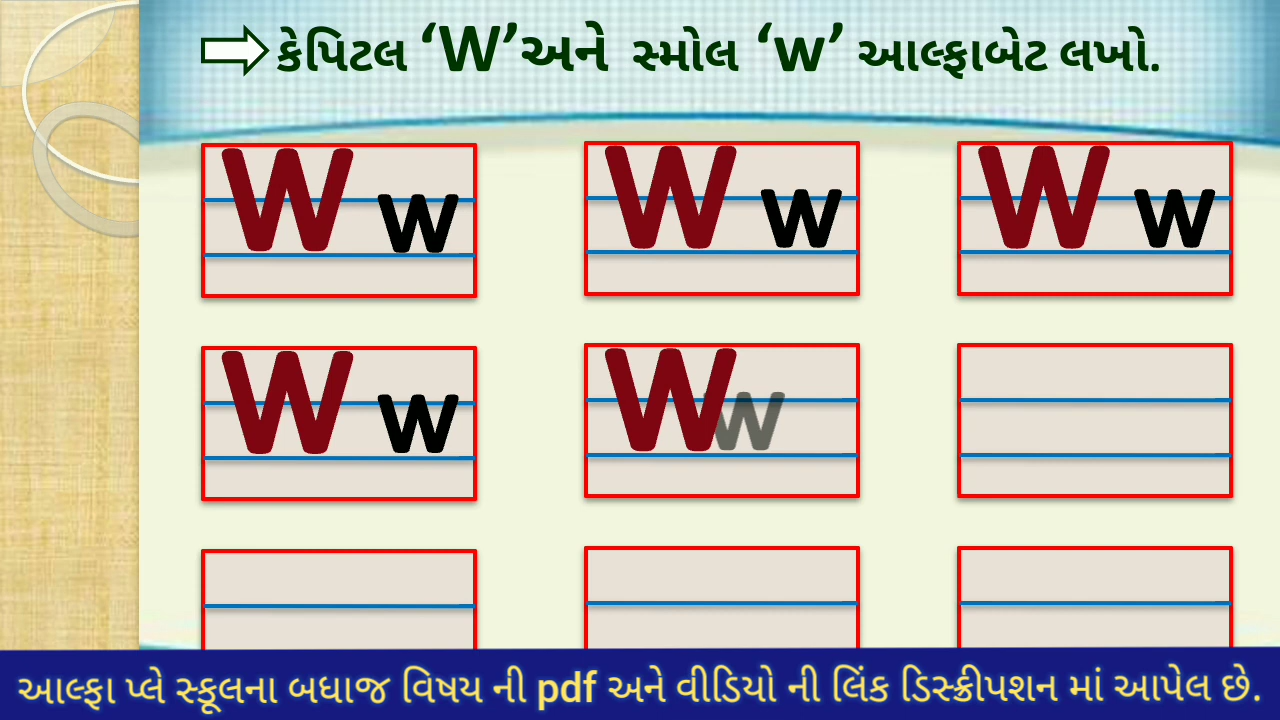 કેપિટલ ‘W’અને સ્મોલ ‘w’ આલ્ફાબેટ લખો.
W w W w W w
W w W w
આલ્ફા પ્લે સ્કૂલના બધાજ વિષય ની pdf અને વીડિયો ની લિંક ડિસ્ક્રીપશન માં આપેલ છે.